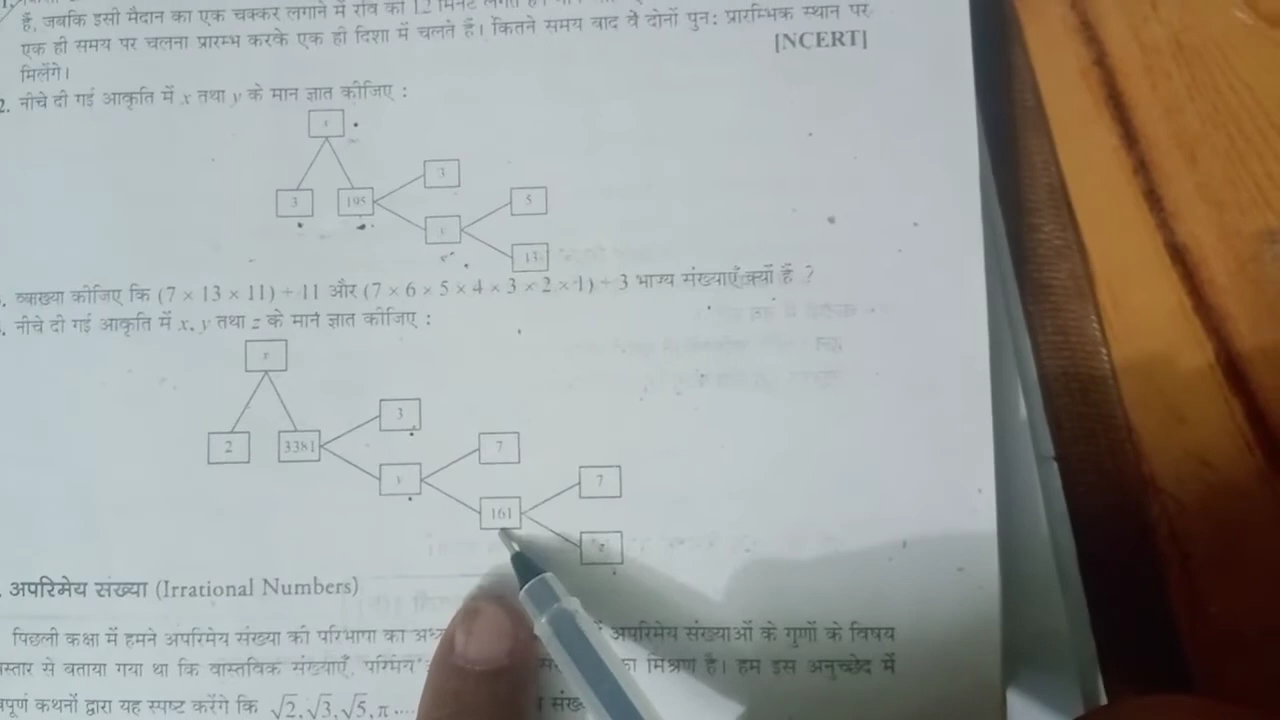 हैं, जबकि इसी मैदान का एक चक्कर लगाने में रवि को 12 मिनट लगते हैं।
एक ही समय पर चलना प्रारम्भ करके एक ही दिशा में चलते हैं। कितने समय बाद वे दोनों पुन: प्रारम्भिक स्थान पर
मिलेंगे।
[NCERT]
2. नीचे दी गई आकृति में x तथा y के मान ज्ञात कीजिए :
x
3
195
3
5
13
व्याख्या कीजिए कि (7 × 13 × 11) + 11 और (7 × 6 × 5 × 4 × 3 × 2 × 1) + 3 भाज्य संख्याएँ क्यों हैं ?
नीचे दी गई आकृति में x, y तथा z के मान ज्ञात कीजिए :
2
3381
3
y
7
161
7
z
अपरिमेय संख्या (Irrational Numbers)
पिछली कक्षा में हमने अपरिमेय संख्या की परिभाषा का
अपरिमेय संख्याओं के गुणों के विषय
बताया गया था कि वास्तविक संख्याएँ, परिमेय
का मिश्रण है। हम इस अनुच्छेद में
कथनों द्वारा यह स्पष्ट करेंगे कि √2, √3, √5, π....